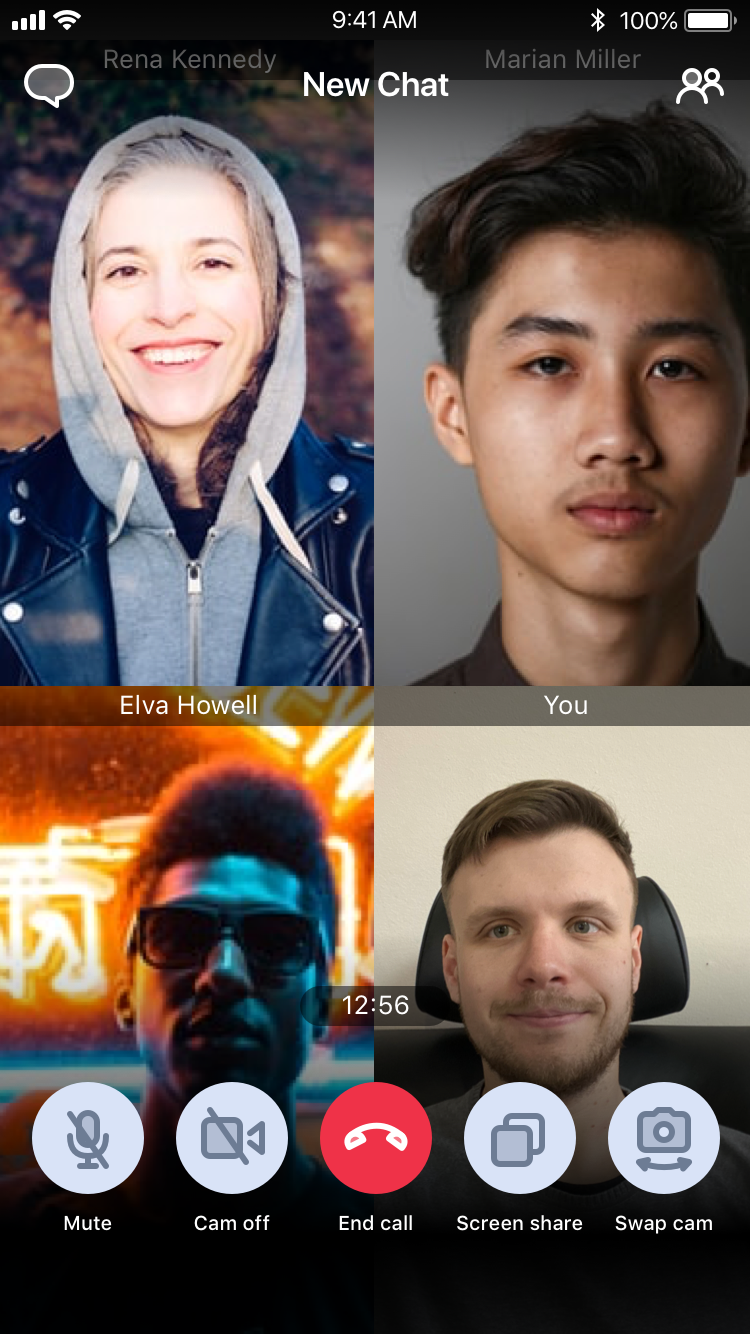 9:41 AM
100%
Rena Kennedy
Marian Miller
New Chat
Elva Howell
You
12:56
Mute
Cam off
End call
Screen share
Swap cam